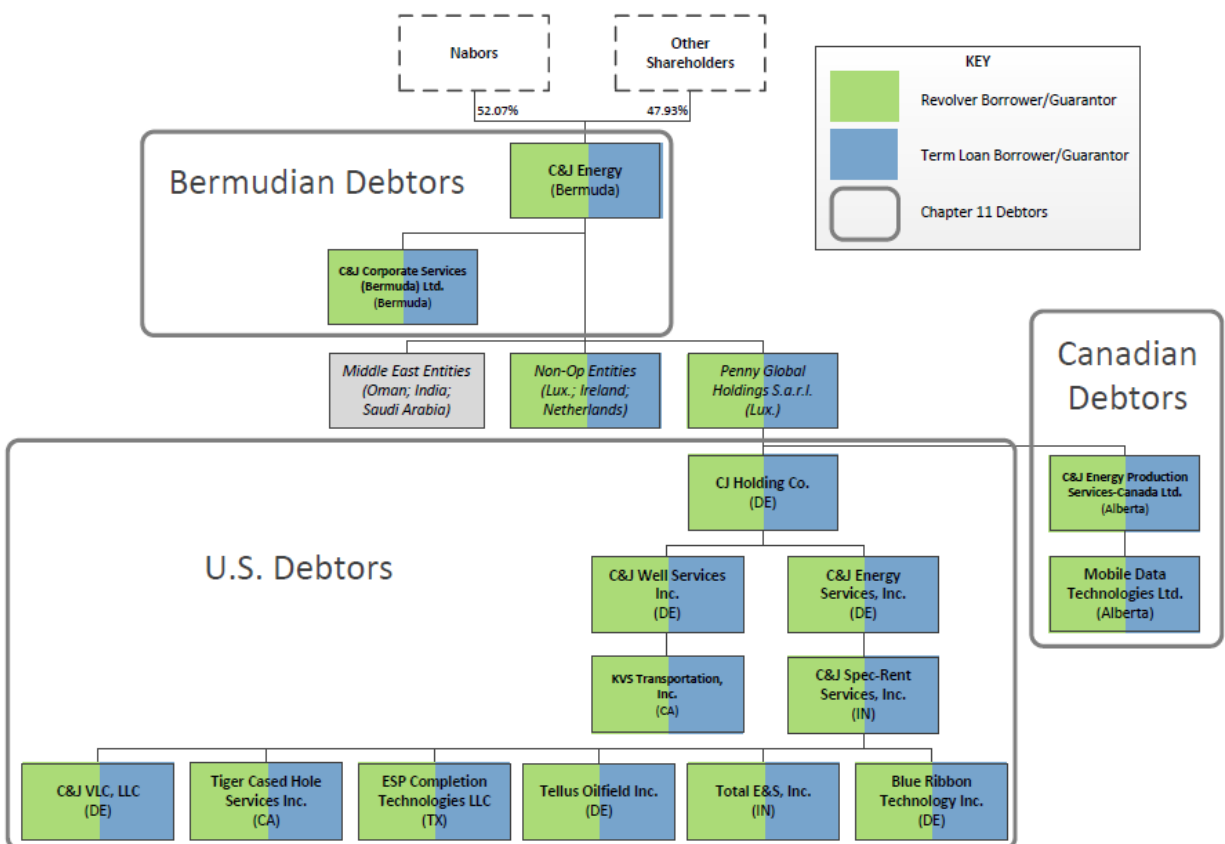 Nabors
Other
Shareholders
52.07%
47.93%
KEY
Revolver Borrower/Guarantor
Term Loan Borrower/Guarantor
Chapter 11 Debtors
Bermudian Debtors
C&J Energy
(Bermuda)
C&J Corporate Services
(Bermuda) Ltd.
(Bermuda)
Middle East Entities
(Oman; India;
Saudi Arabia)
Non-Op Entities
(Lux.; Ireland;
Netherlands)
Penny Global
Holdings S.a.r.l.
(Lux.)
Canadian
Debtors
C&J Energy Production
Services-Canada Ltd.
(Alberta)
Mobile Data
Technologies Ltd.
(Alberta)
U.S. Debtors
CJ Holding Co.
(DE)
C&J Well Services
Inc.
(DE)
C&J Energy
Services, Inc.
(DE)
KVS Transportation,
Inc.
(CA)
C&J Spec-Rent
Services, Inc.
(IN)
C&J VLC, LLC
(DE)
Tiger Cased Hole
Services Inc.
(CA)
ESP Completion
Technologies LLC
(TX)
Tellus Oilfield Inc.
(DE)
Total E&S, Inc.
(IN)
Blue Ribbon
Technology Inc.
(DE)